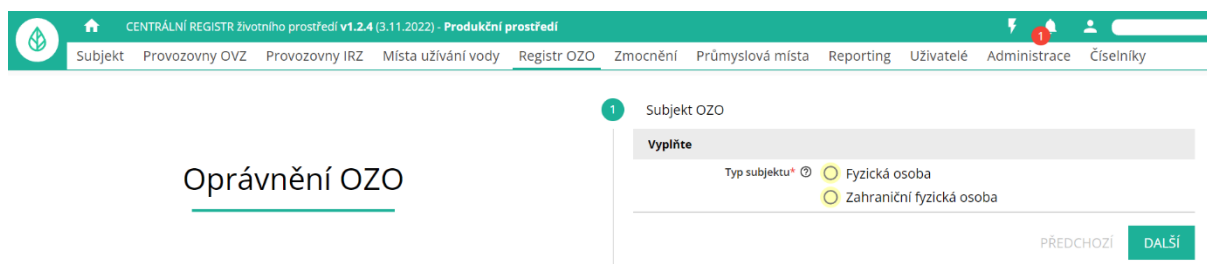 CENTRÁLNÍ REGISTR životního prostředí v1.2.4 (3.11.2022) - Produkční prostředí
1
Subjekt Provozovny OVZ Provozovny IRZ Místa užívání vody Registr OZO Zmocnění Průmyslová místa Reporting Uživatelé Administrace Číselníky
1 Subjekt OZO
Vyplňte
Oprávnění OZO
Typ subjektu* Fyzická osoba
Zahraniční fyzická osoba
PŘEDCHOZÍ DALŠÍ